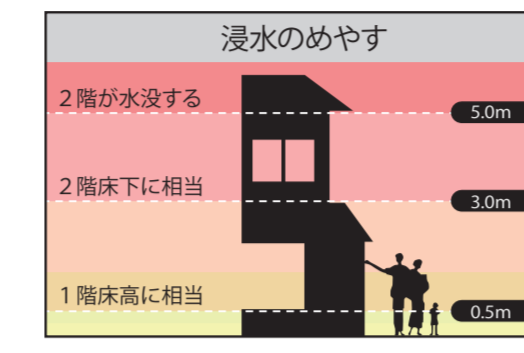 浸水のめやす
2階が水没する
5.0m
2階床下に相当
3.0m
1階床高に相当
0.5m